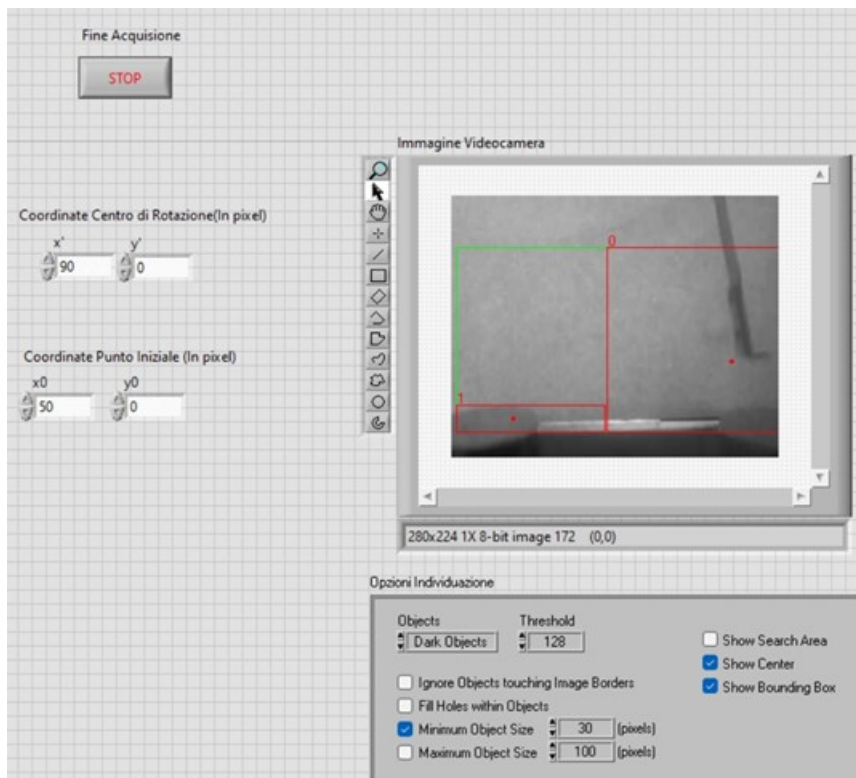 Fine Acquisione
STOP
Immagine Videocamera
Coordinate Centro di Rotazione(In pixel)
x' y'
90 0
0
Coordinate Punto Iniziale (In pixel)
x0 y0
50 0
1
280x224 1X 8-bit image 172 (0,0)
Opzioni Individuazione
Objects Threshold
Dark Objects 128
Show Search Area
Show Center
Show Bounding Box
Ignore Objects touching Image Borders
Fill Holes within Objects
Minimum Object Size 30 (pixels)
Maximum Object Size 100 (pixels)